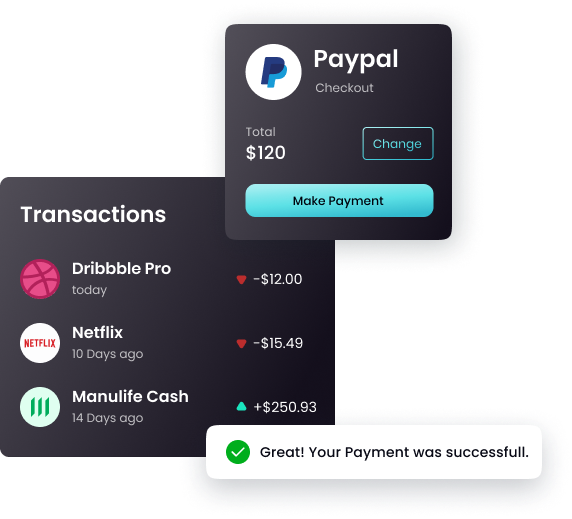 Paypal
Checkout
Total
$120
Change
Make Payment
Transactions
Dribbble Pro
today
-$12.00
NETFLIX
Netflix
10 Days ago
-$15.49
Manulife Cash
14 Days ago
+$250.93
Great! Your Payment was successfull.